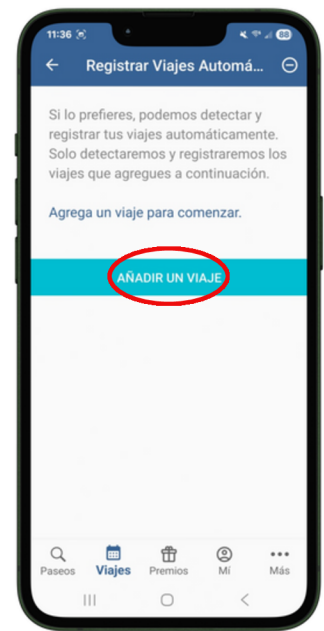 11:36
88
Registrar Viajes Automá...
Si lo prefieres, podemos detectar y
registrar tus viajes automáticamente.
Solo detectaremos y registraremos los
viajes que agregues a continuación.
Agrega un viaje para comenzar.
AÑADIR UN VIAJE
Paseos Viajes Premios Mí Más